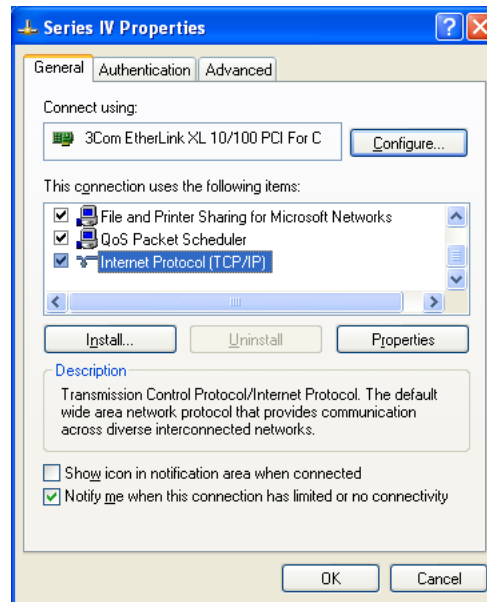 Series IV Properties
General Authentication Advanced
Connect using:
3Com EtherLink XL 10/100 PCI For C Configure...
This connection uses the following items:
File and Printer Sharing for Microsoft Networks
QoS Packet Scheduler
Internet Protocol (TCP/IP)
Install... Uninstall Properties
Description
Transmission Control Protocol/Internet Protocol. The default
wide area network protocol that provides communication
across diverse interconnected networks.
Show icon in notification area when connected
Notify me when this connection has limited or no connectivity
OK Cancel